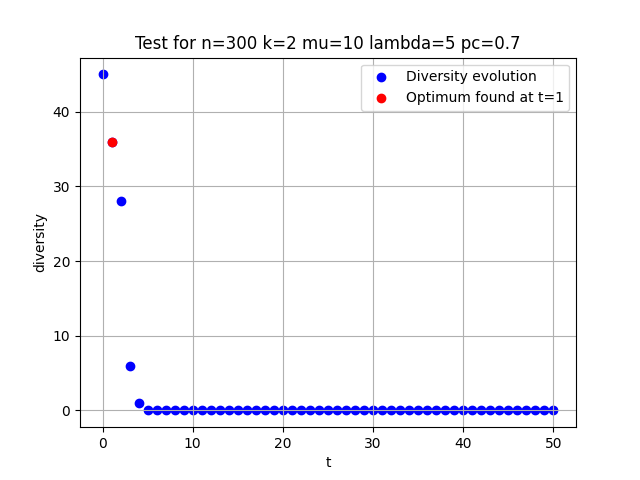 Test for n=300 k=2 mu=10 lambda=5 pc=0.7
Diversity evolution
Optimum found at t=1
diversity
40
30
20
10
0
0 10 20 30 40 50
t